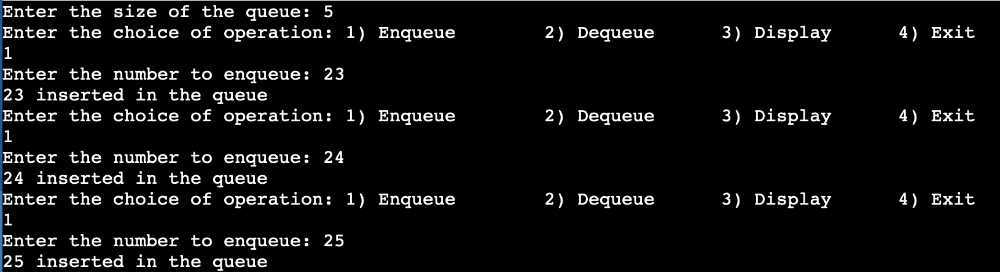 Enter the size of the queue: 5
Enter the choice of operation: 1) Enqueue 2) Dequeue 3) Display 4) Exit
1
Enter the number to enqueue: 23
23 inserted in the queue
Enter the choice of operation: 1) Enqueue 2) Dequeue 3) Display 4) Exit
1
Enter the number to enqueue: 24
24 inserted in the queue
Enter the choice of operation: 1) Enqueue 2) Dequeue 3) Display 4) Exit
1
Enter the number to enqueue: 25
25 inserted in the queue